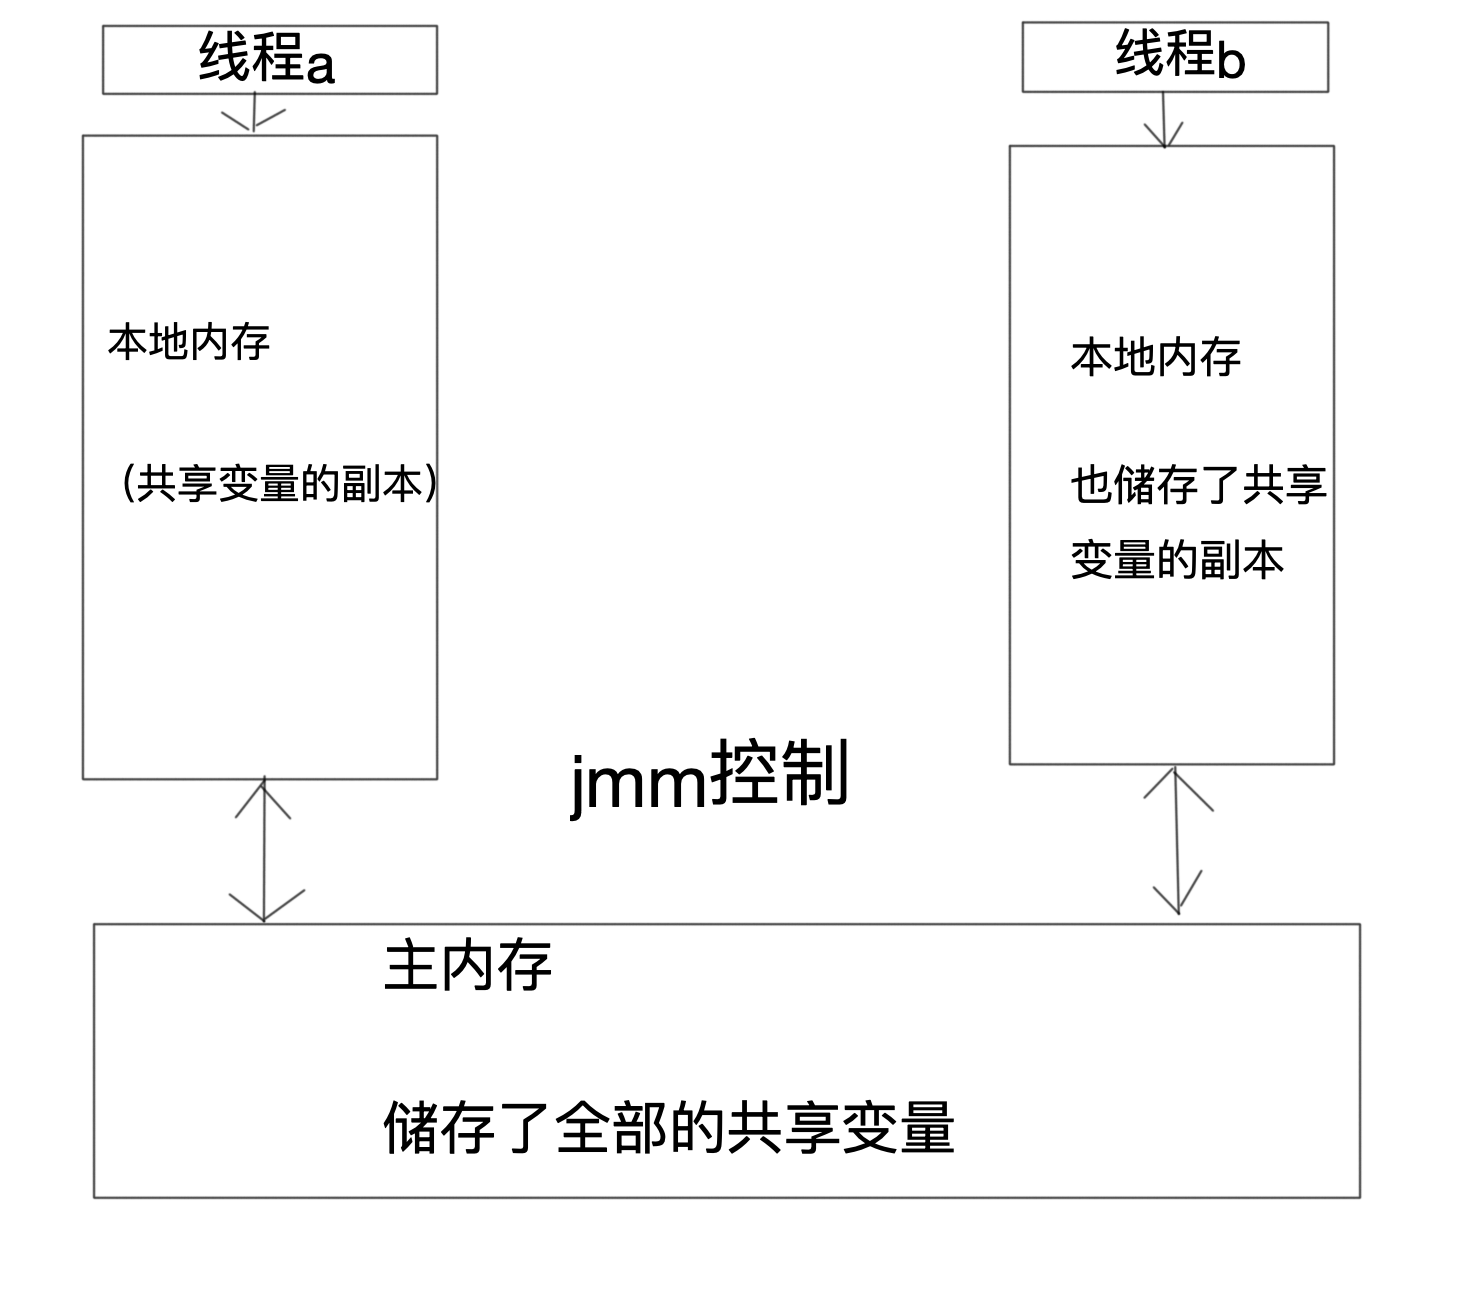 线程a
线程b
本地内存
（共享变量的副本）
本地内存
也储存了共享
变量的副本
jmm控制
主内存
储存了全部的共享变量